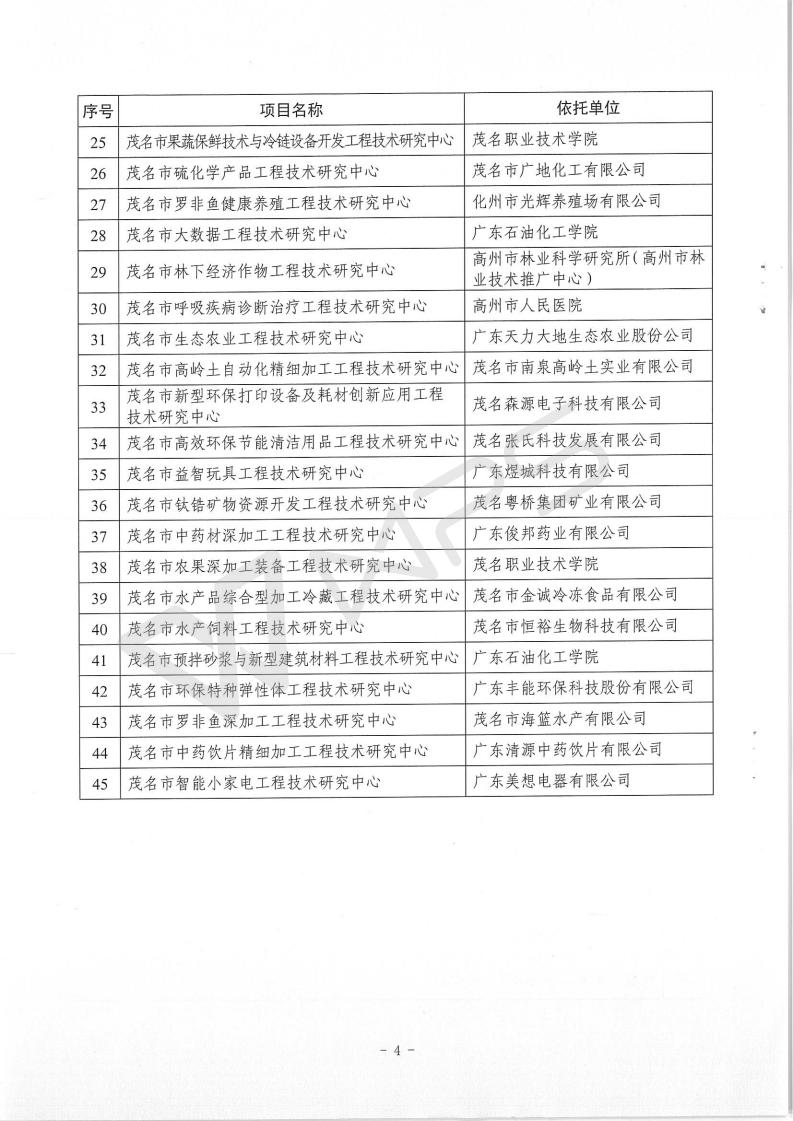 序号 项目名称 依托单位
25 茂名市果蔬保鲜技术与冷链设备开发工程技术研究中心 茂名职业技术学院
26 茂名市硫化学产品工程技术研究中心 茂名市广地化工有限公司
27 茂名市罗非鱼健康养殖工程技术研究中心 化州市光辉养殖场有限公司
28 茂名市大数据工程技术研究中心 广东石油化工学院
29 茂名市林下经济作物工程技术研究中心 高州市林业科学研究所(高州市林
业技术推广中心)
30 茂名市呼吸疾病诊断治疗工程技术研究中心 高州市人民医院
31 茂名市生态农业工程技术研究中心 广东天力大地生态农业股份公司
32 茂名市高岭土自动化精细加工工程技术研究中心 茂名市南泉高岭土实业有限公司
33 茂名市新型环保打印设备及耗材创新应用工程
技术研究中心 茂名森源电子科技有限公司
34 茂名市高效环保节能清洁用品工程技术研究中心 茂名张氏科技发展有限公司
35 茂名市益智玩具工程技术研究中心 广东煜城科技有限公司
36 茂名市钛锆矿物资源开发工程技术研究中心 茂名粤桥集团矿业有限公司
37 茂名市中药材深加工工程技术研究中心 广东俊邦药业有限公司
38 茂名市农果深加工装备工程技术研究中心 茂名职业技术学院
39 茂名市水产品综合型加工冷藏工程技术研究中心 茂名市金诚冷冻食品有限公司
40 茂名市水产饲料工程技术研究中心 茂名市恒裕生物科技有限公司
41 茂名市预拌砂浆与新型建筑材料工程技术研究中心 广东石油化工学院
42 茂名市环保特种弹性体工程技术研究中心 广东丰能环保科技股份有限公司
43 茂名市罗非鱼深加工工程技术研究中心 茂名市海篮水产有限公司
44 茂名市中药饮片精细加工工程技术研究中心 广东清源中药饮片有限公司
45 茂名市智能小家电工程技术研究中心 广东美想电器有限公司
WPS
- 4 -